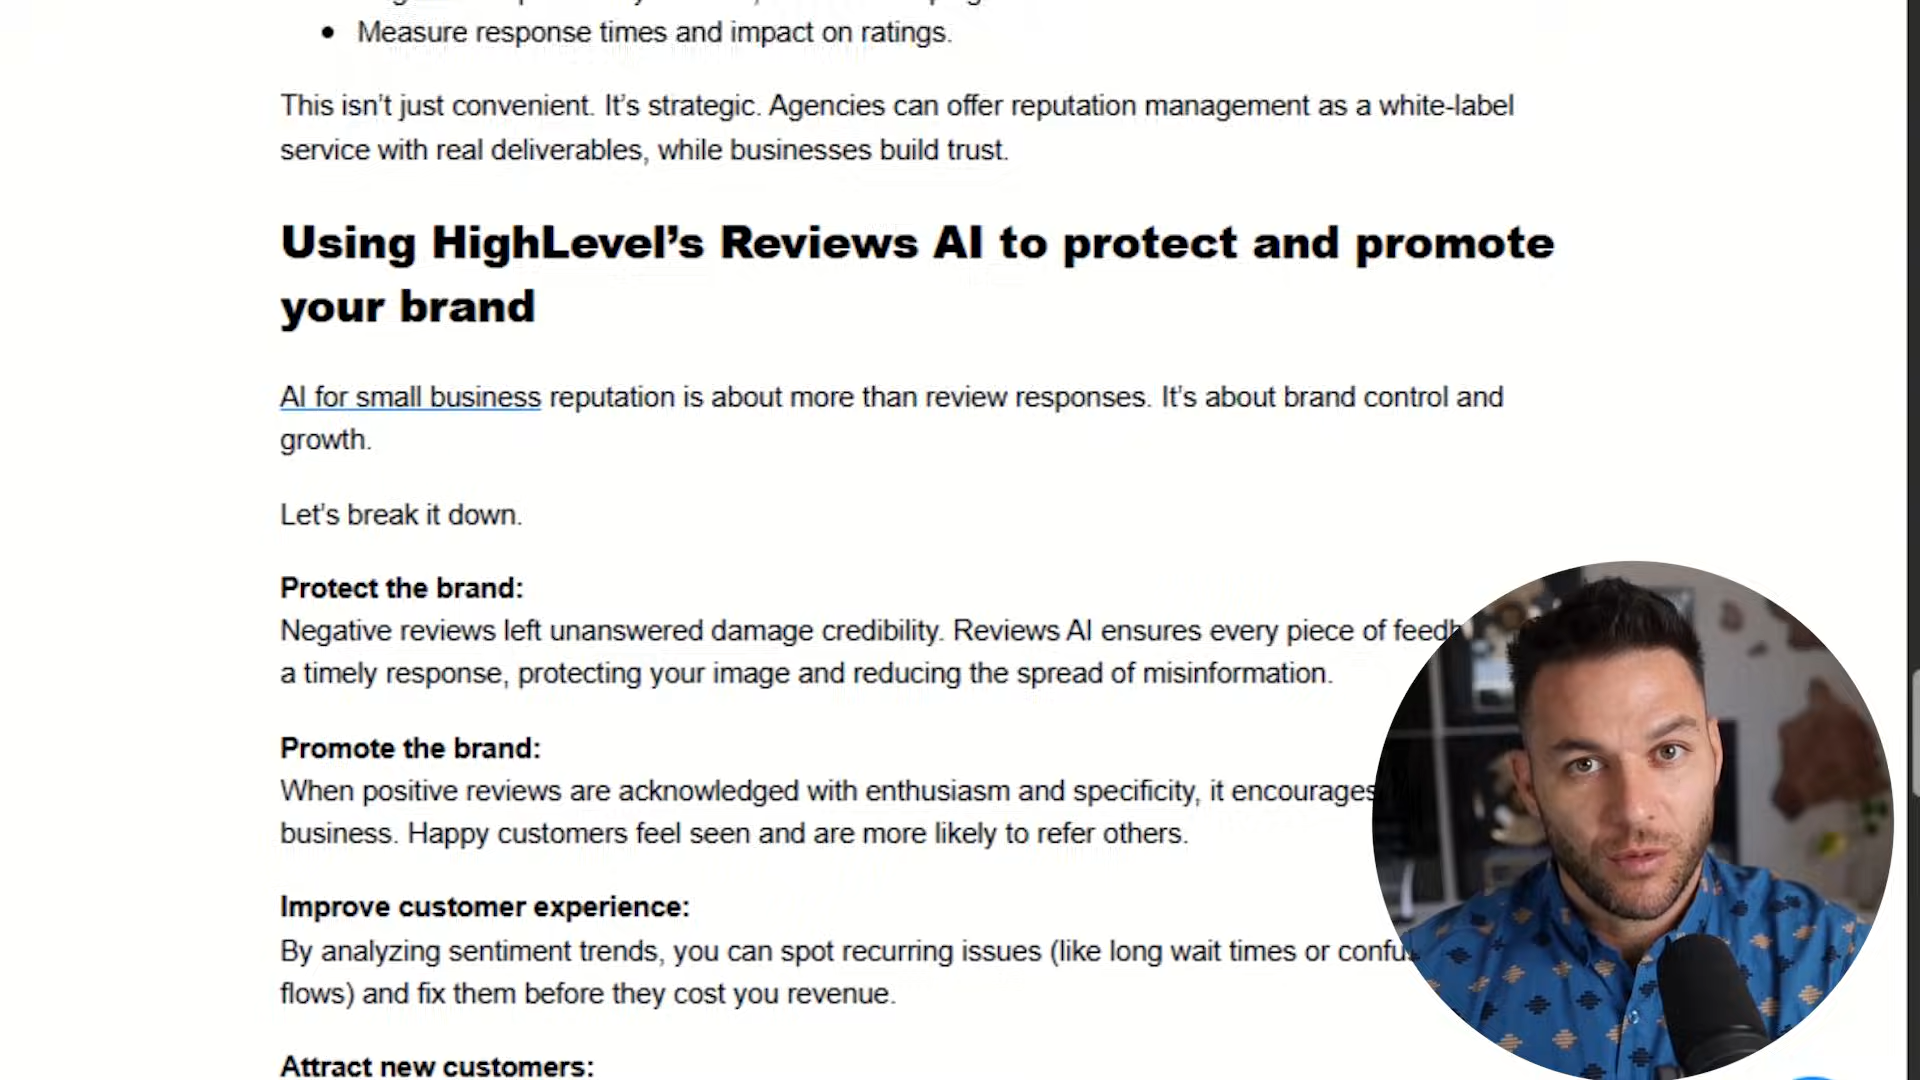 Measure response times and impact on ratings.
This isn’t just convenient. It’s strategic. Agencies can offer reputation management as a white-label
service with real deliverables, while businesses build trust.
Using HighLevel’s Reviews AI to protect and promote
your brand
AI for small business reputation is about more than review responses. It’s about brand control and
growth.
Let’s break it down.
Protect the brand:
Negative reviews left unanswered damage credibility. Reviews AI ensures every piece of
a timely response, protecting your image and reducing the spread of misinformation.
Promote the brand:
When positive reviews are acknowledged with enthusiasm and specificity, it encourages
business. Happy customers feel seen and are more likely to refer others.
Improve customer experience:
By analyzing sentiment trends, you can spot recurring issues (like long wait times or
flows) and fix them before they cost you revenue.
Attract new customers: